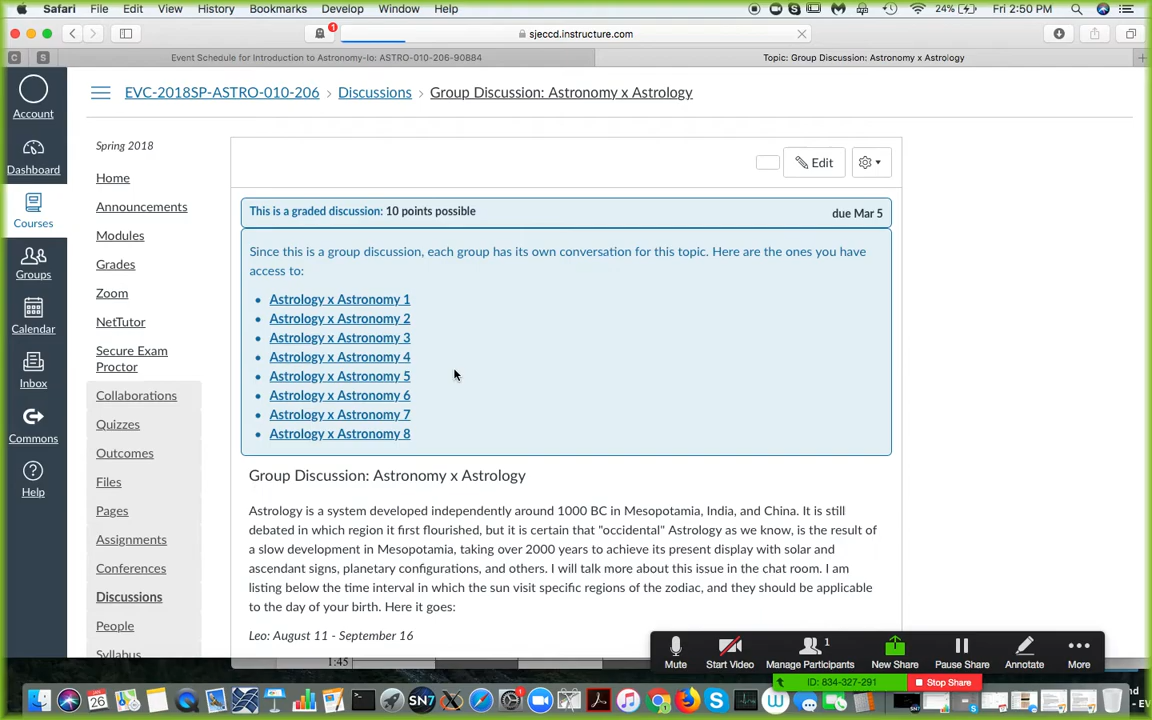 Safari File Edit View History Bookmarks Develop Window Help 24% Fri 2:50 PM
1
sjeccd.instructure.com
C S Event Schedule for Introduction to Astronomy-lo: ASTRO-010-206-90884 Topic: Group Discussion: Astronomy x Astrology
Account
Dashboard
Courses
Groups
Calendar
Inbox
Commons
Help
EVC-2018SP-ASTRO-010-206 › Discussions › Group Discussion: Astronomy x Astrology
Spring 2018
Home
Announcements
Modules
Grades
Zoom
NetTutor
Secure Exam
Proctor
Collaborations
Quizzes
Outcomes
Files
Pages
Assignments
Conferences
Discussions
People
Syllabus
Edit
This is a graded discussion: 10 points possible due Mar 5
Since this is a group discussion, each group has its own conversation for this topic. Here are the ones you have
access to:
• Astrology x Astronomy 1
• Astrology x Astronomy 2
• Astrology x Astronomy 3
• Astrology x Astronomy 4
• Astrology x Astronomy 5
• Astrology x Astronomy 6
• Astrology x Astronomy 7
• Astrology x Astronomy 8
Group Discussion: Astronomy x Astrology
Astrology is a system developed independently around 1000 BC in Mesopotamia, India, and China. It is still
debated in which region it first flourished, but it is certain that "occidental" Astrology as we know, is the result of
a slow development in Mesopotamia, taking over 2000 years to achieve its present display with solar and
ascendant signs, planetary configurations, and others. I will talk more about this issue in the chat room. I am
listing below the time interval in which the sun visit specific regions of the zodiac, and they should be applicable
to the day of your birth. Here it goes:
Leo: August 11 - September 16
1:45
Mute Start Video Manage Participants 1 New Share Pause Share Annotate More
ID: 834-327-291 Stop Share
26 SN7